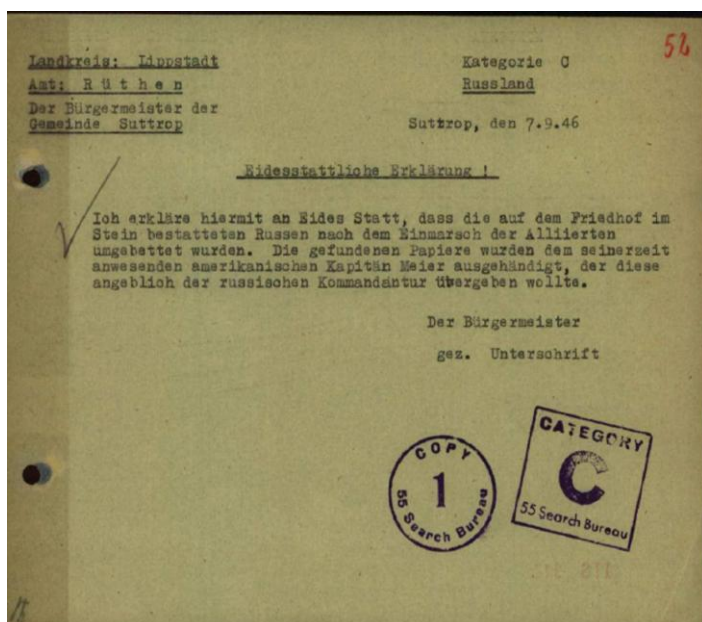 52
Landkreis: Lippstadt
Kategorie C
Amt: R ü t h e n
Russland
Der Bürgermeister der
Gemeinde Suttrop
Suttrop, den 7.9.46
Eidesstattliche Erklärung !
Ich erkläre hiermit an Eides Statt, dass die auf dem Friedhof im
Stein bestatteten Russen nach dem Einmarsch der Alliierten
umgebettet wurden. Die gefundenen Papiere wurden dem seinerzeit
anwesenden amerikanischen Kapitän Meier ausgehändigt, der diese
angeblich der russischen Kommandantur übergeben wollte.
Der Bürgermeister
gez. Unterschrift
COPY
1
55 Search Bureau
CATEGORY
C
55 Search Bureau